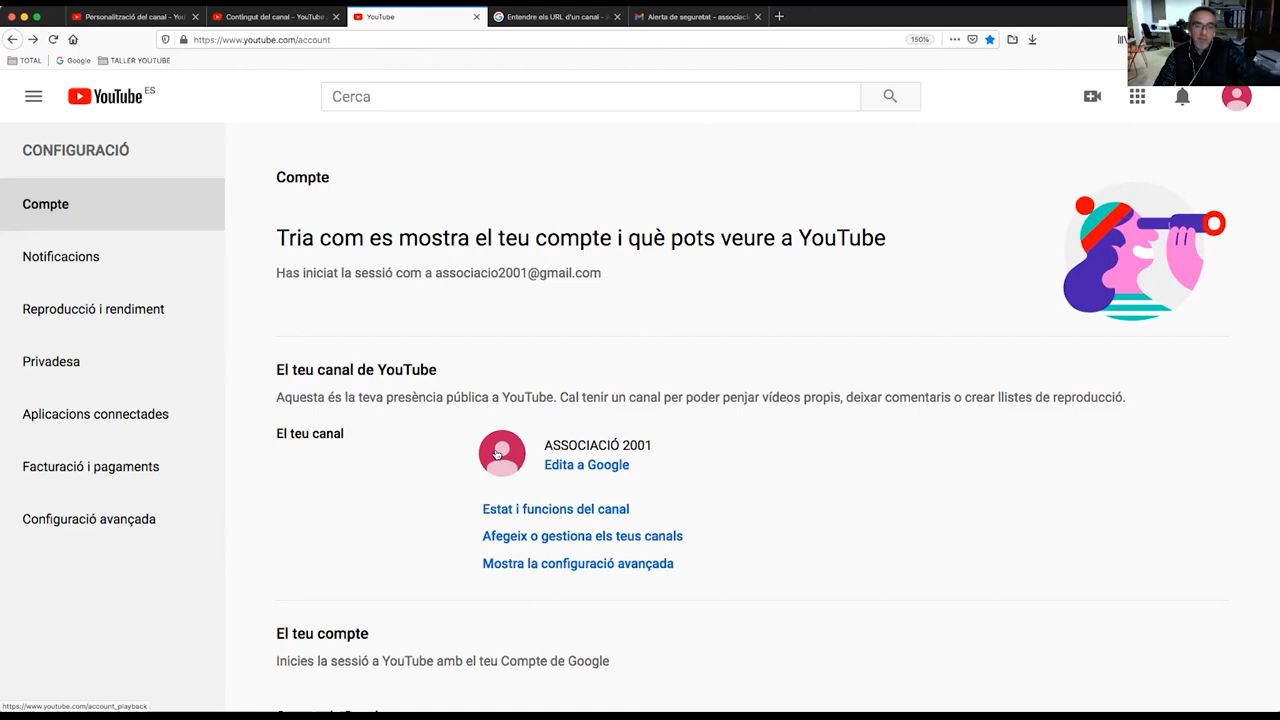 Personalització del canal - You
Contingut del canal - YouTube
YouTube
Entendre els URL d'un canal - A
Alerta de seguretat - associaci
https://www.youtube.com/account
150%
TOTAL
Google
TALLER YOUTUBE
YouTube ES
Cerca
CONFIGURACIÓ
Compte
Notificacions
Reproducció i rendiment
Privadesa
Aplicacions connectades
Facturació i pagaments
Configuració avançada
Compte
Tria com es mostra el teu compte i què pots veure a YouTube
Has iniciat la sessió com a associacio2001@gmail.com
El teu canal de YouTube
Aquesta és la teva presència pública a YouTube. Cal tenir un canal per poder penjar vídeos propis, deixar comentaris o crear llistes de reproducció.
El teu canal
ASSOCIACIÓ 2001
Edita a Google
Estat i funcions del canal
Afegeix o gestiona els teus canals
Mostra la configuració avançada
El teu compte
Inicies la sessió a YouTube amb el teu Compte de Google
https://www.youtube.com/account_playback